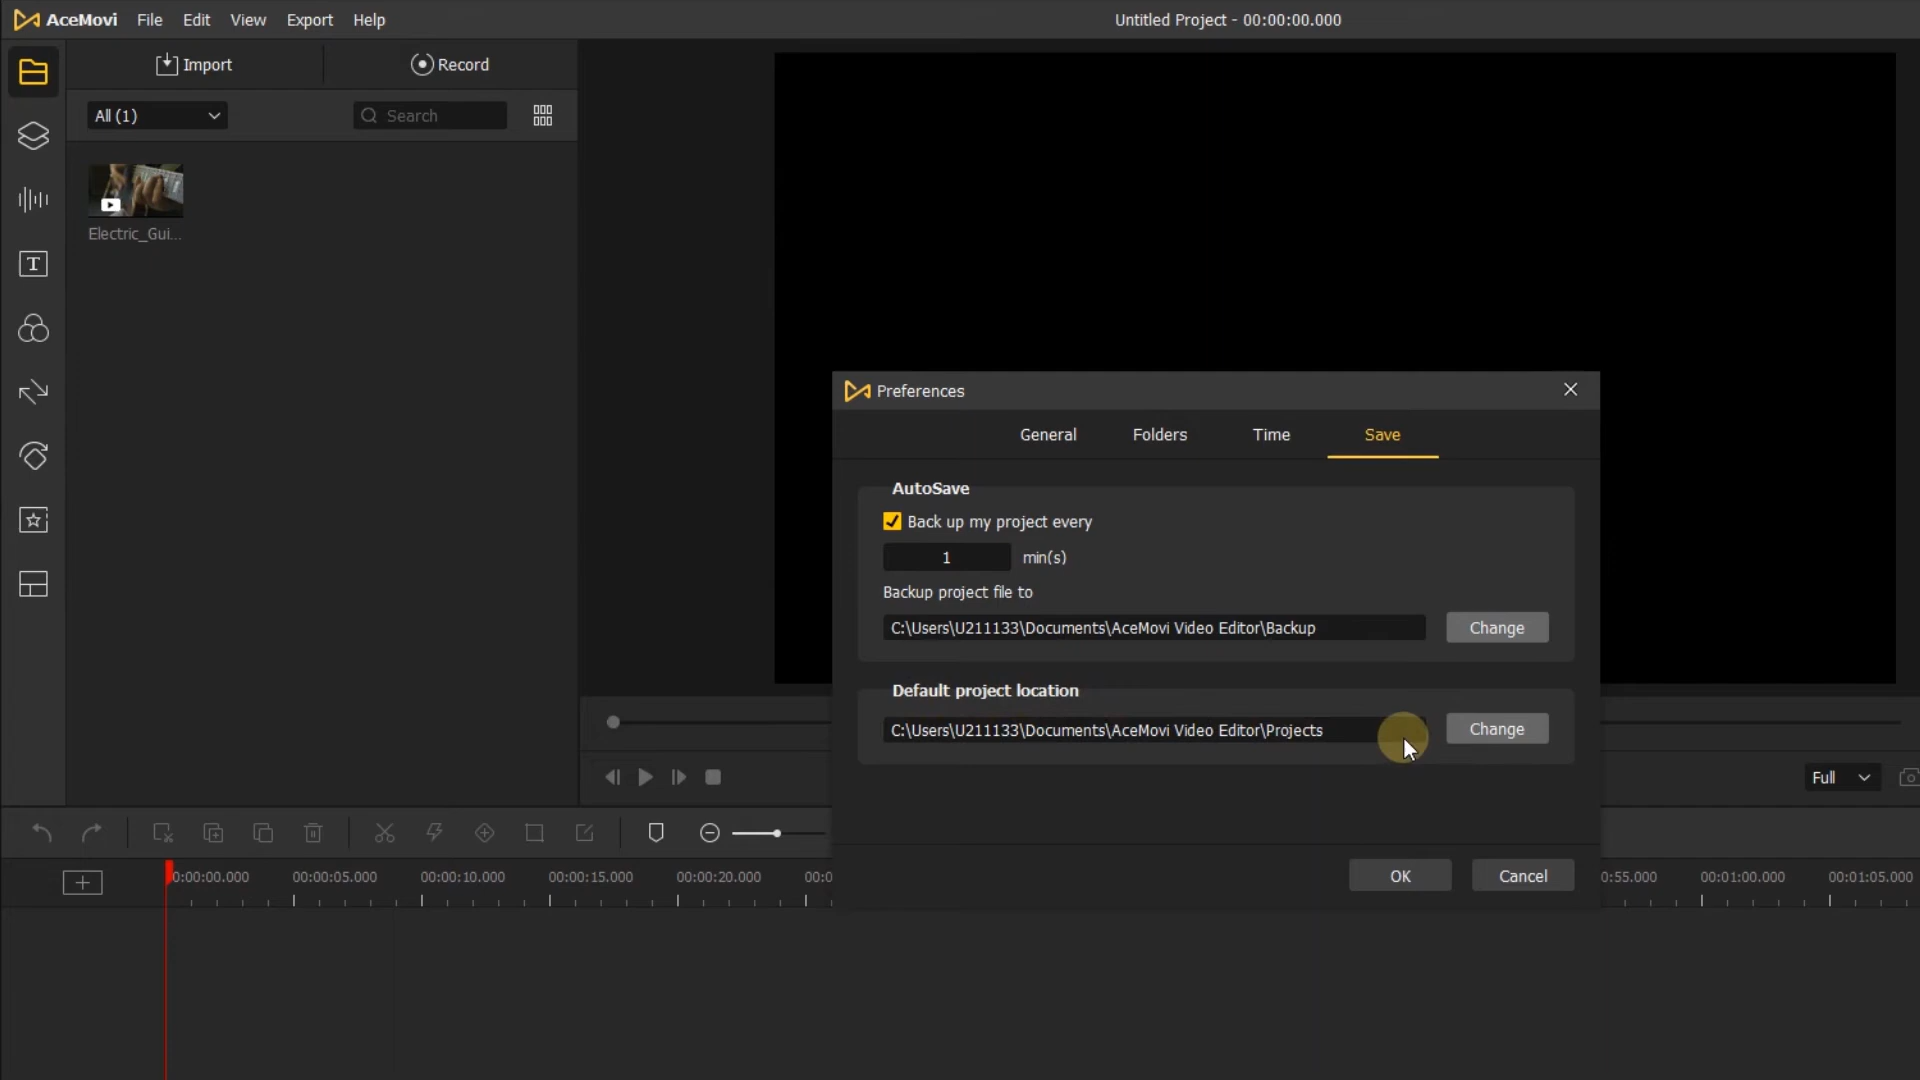 AceMovi File Edit View Export Help Untitled Project - 00:00:00.000
Import Record
All (1) Search
Electric_Gui...
T
Preferences
General Folders Time Save
AutoSave
Back up my project every
1 min(s)
Backup project file to
C:\Users\U211133\Documents\AceMovi Video Editor\Backup Change
Default project location
C:\Users\U211133\Documents\AceMovi Video Editor\Projects Change
Full
OK Cancel
0:00:00.000 00:00:05.000 00:00:10.000 00:00:15.000 00:00:20.000 00:0 0:55.000 00:01:00.000 00:01:05.000